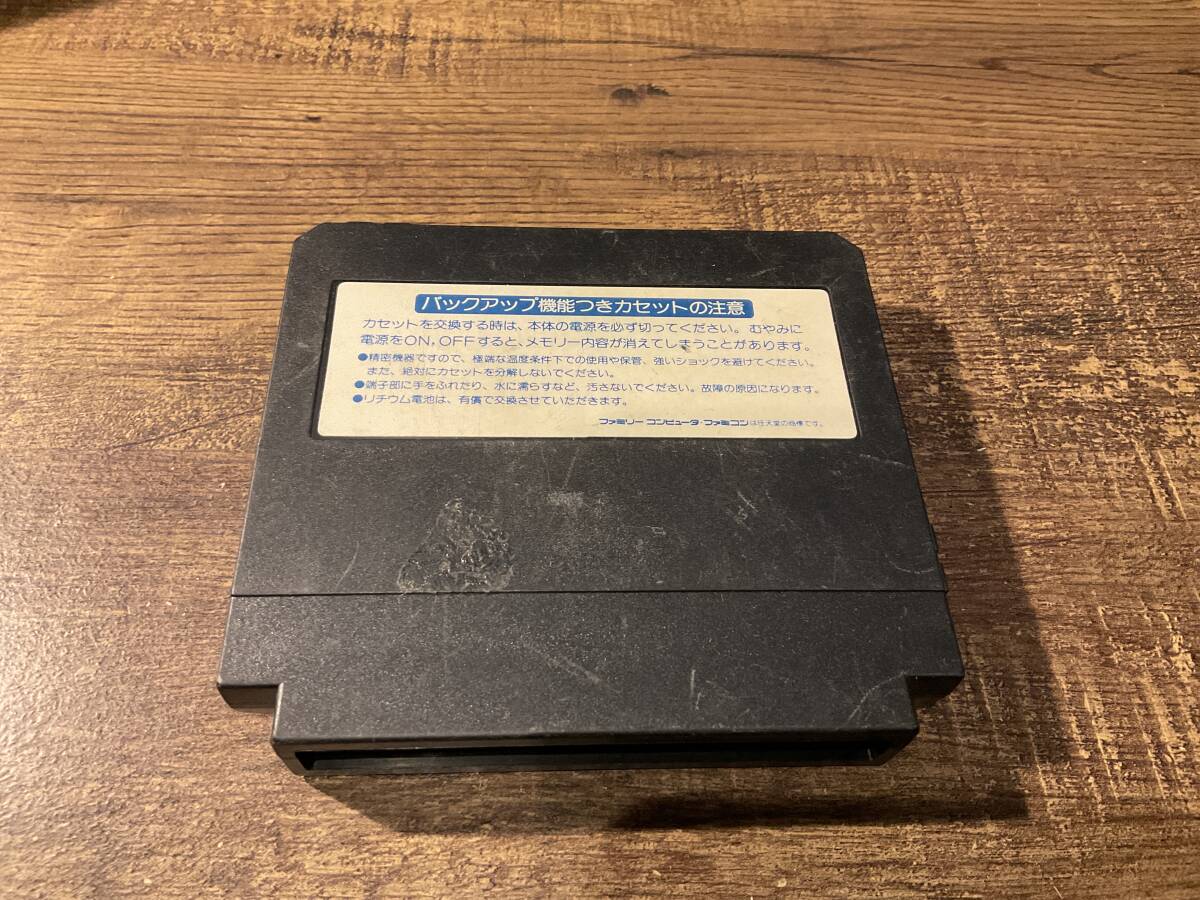 バックアップ機能つきカセットの注意
カセットを交換する時は、本体の電源を必ず切ってください。むやみに
電源をON,OFFすると、メモリー内容が消えてしまうことがあります。
●精密機器ですので、極端な温度条件下での使用や保管、強いショックを避けてください。
また、絶対にカセットを分解しないでください。
●端子部に手をふれたり、水に濡らすなど、汚さないでください。故障の原因になります。
●リチウム電池は、有償で交換させていただきます。
ファミリーコンピュータ・ファミコンは任天堂の商標です。